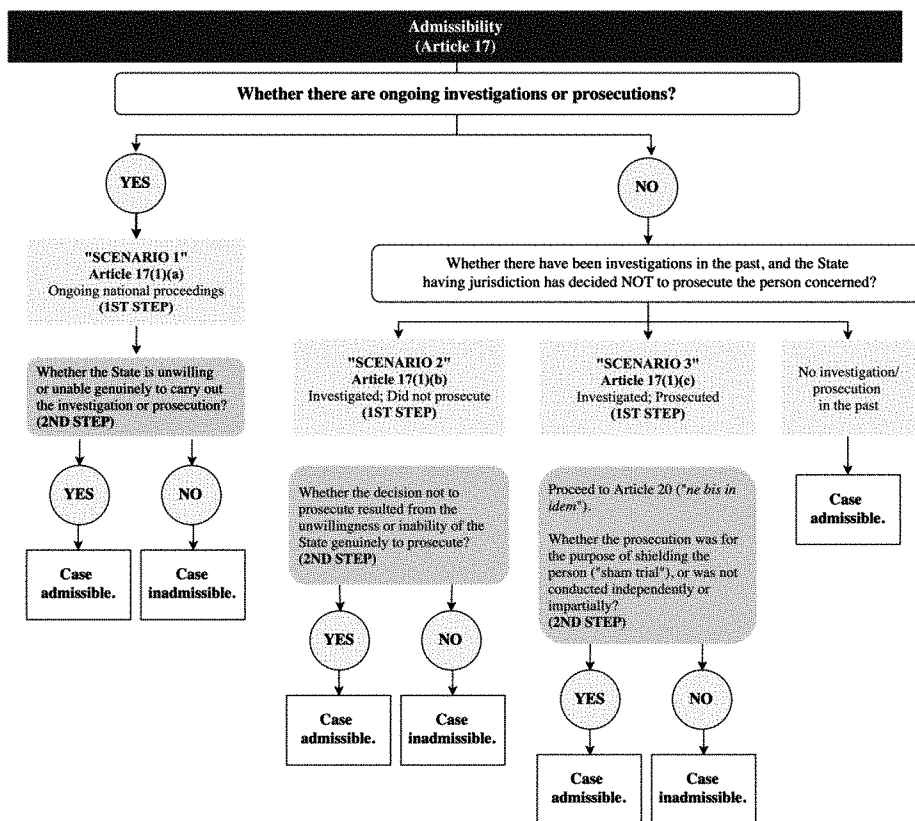 Admissibility
(Article 17)
Whether there are ongoing investigations or prosecutions?
YES
NO
"SCENARIO 1"
Article 17(1)(a)
Ongoing national proceedings
(1ST STEP)
Whether there have been investigations in the past, and the State
having jurisdiction has decided NOT to prosecute the person concerned?
Whether the State is unwilling
or unable genuinely to carry out
the investigation or prosecution?
(2ND STEP)
YES
NO
Case
admissible.
Case
inadmissible.
"SCENARIO 2"
Article 17(1)(b)
Investigated; Did not prosecute
(1ST STEP)
Whether the decision not to
prosecute resulted from the
unwillingness or inability of the
State genuinely to prosecute?
(2ND STEP)
YES
NO
Case
admissible.
Case
inadmissible.
"SCENARIO 3"
Article 17(1)(c)
Investigated; Prosecuted
(1ST STEP)
Proceed to Article 20 ("ne bis in
idem").
Whether the prosecution was for
the purpose of shielding the
person ("sham trial"), or was not
conducted independently or
impartially?
(2ND STEP)
YES
NO
Case
admissible.
Case
inadmissible.
No investigation/
prosecution
in the past
Case
admissible.